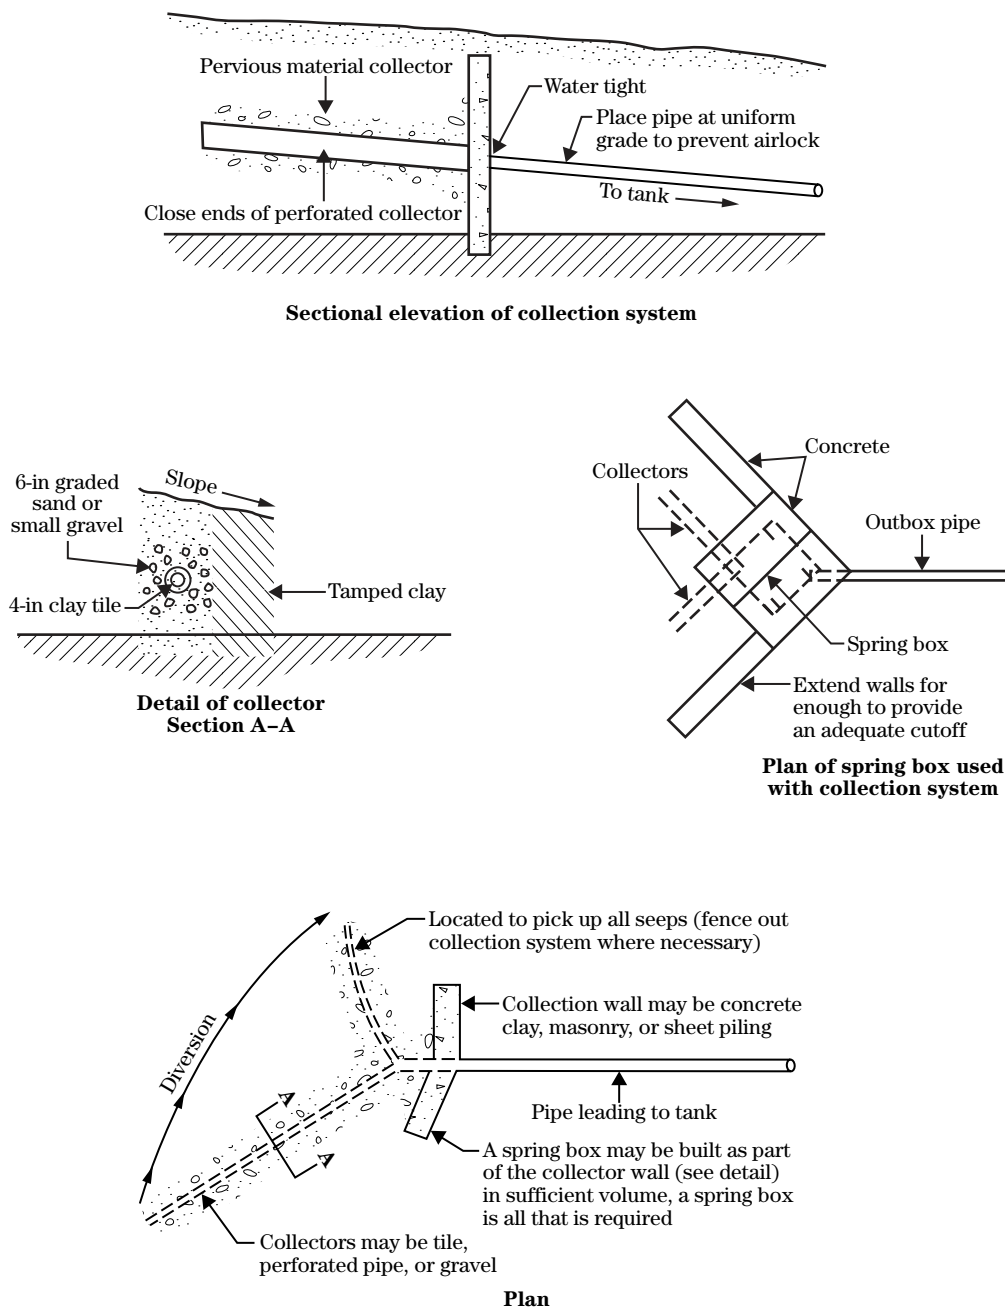 Pervious material collector
Water tight
Place pipe at uniform
grade to prevent airlock
To tank
Close ends of perforated collector
Sectional elevation of collection system
6-in graded
sand or
small gravel
Slope
4-in clay tile
Tamped clay
Detail of collector
Section A–A
Collectors
Concrete
Outbox pipe
Spring box
Extend walls for
enough to provide
an adequate cutoff
Plan of spring box used
with collection system
Located to pick up all seeps (fence out
collection system where necessary)
Diversion
Collection wall may be concrete
clay, masonry, or sheet piling
A
A
Pipe leading to tank
A spring box may be built as part
of the collector wall (see detail)
in sufficient volume, a spring box
is all that is required
Collectors may be tile,
perforated pipe, or gravel
Plan